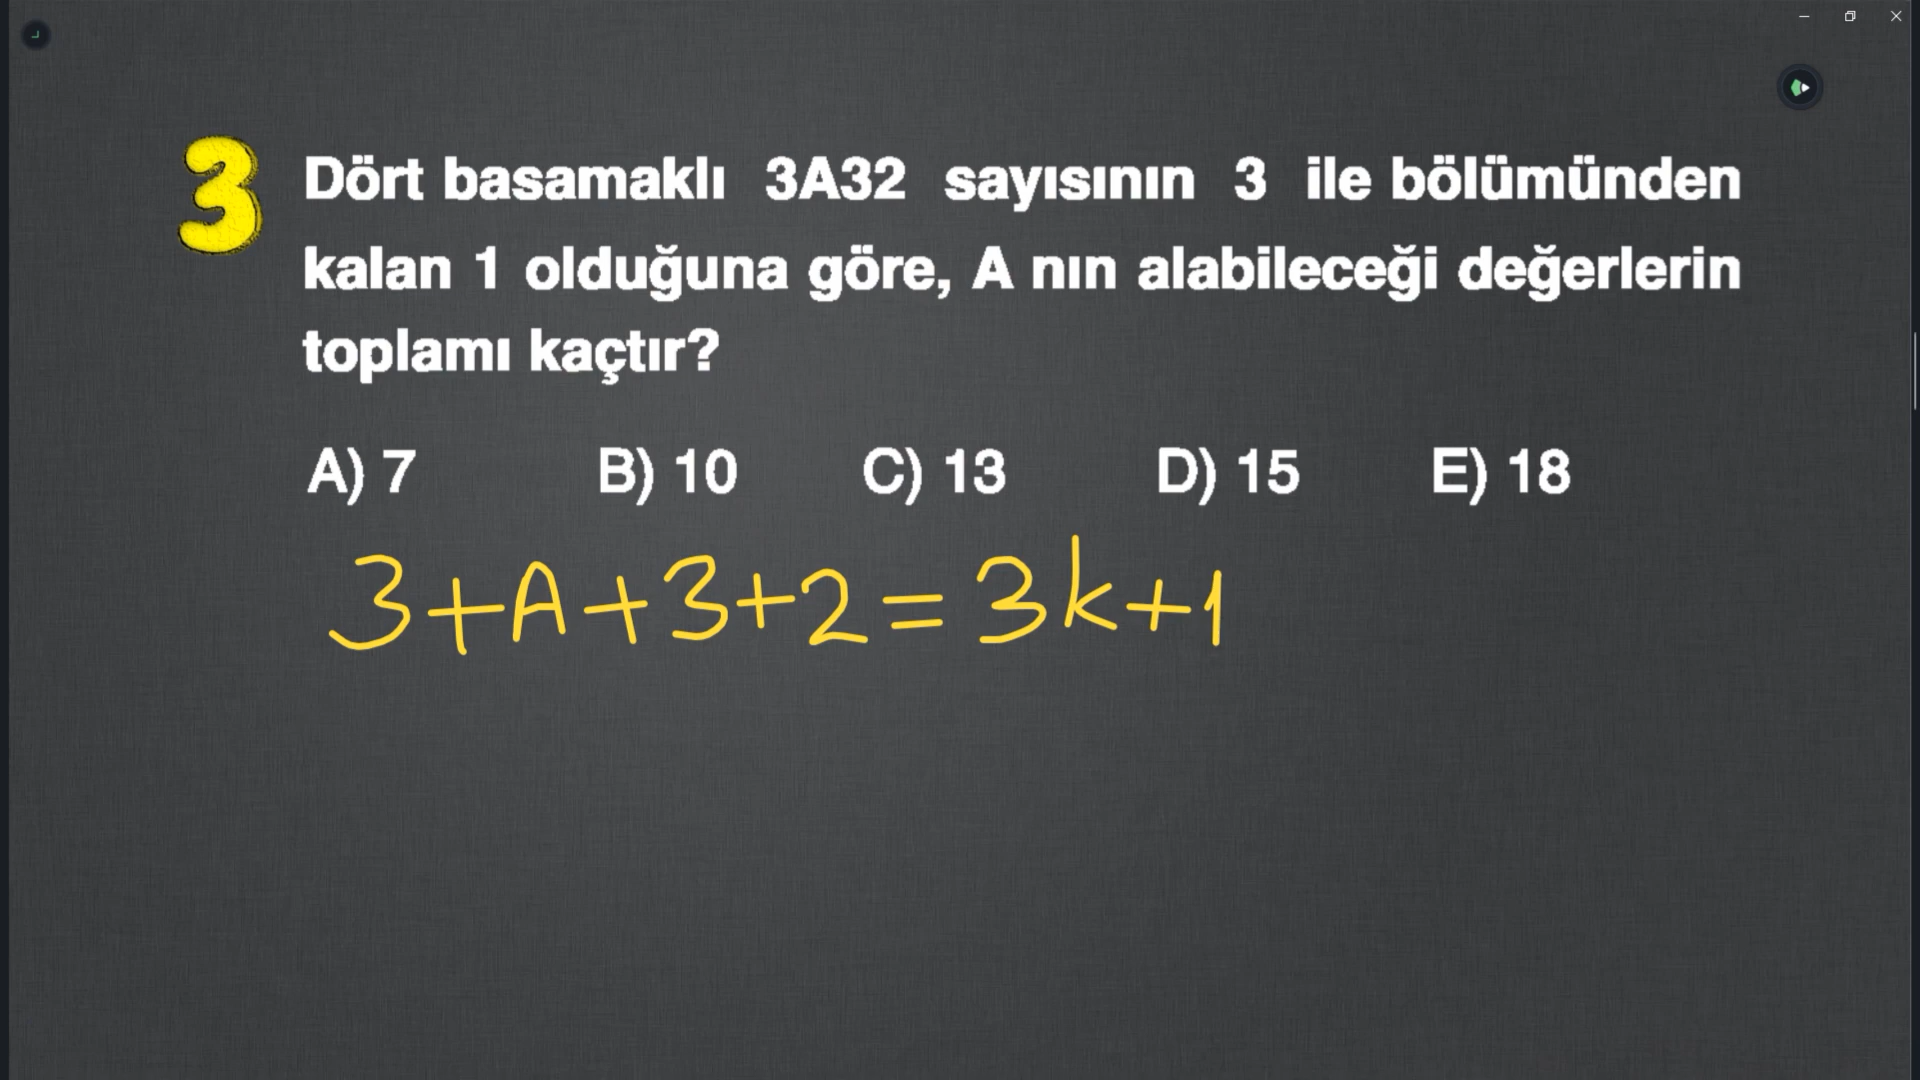 3 Dört basamaklı 3A32 sayısının 3 ile bölümünden
kalan 1 olduğuna göre, A nın alabileceği değerlerin
toplamı kaçtır?
A) 7 B) 10 C) 13 D) 15 E) 18
3+A+3+2=3k+1